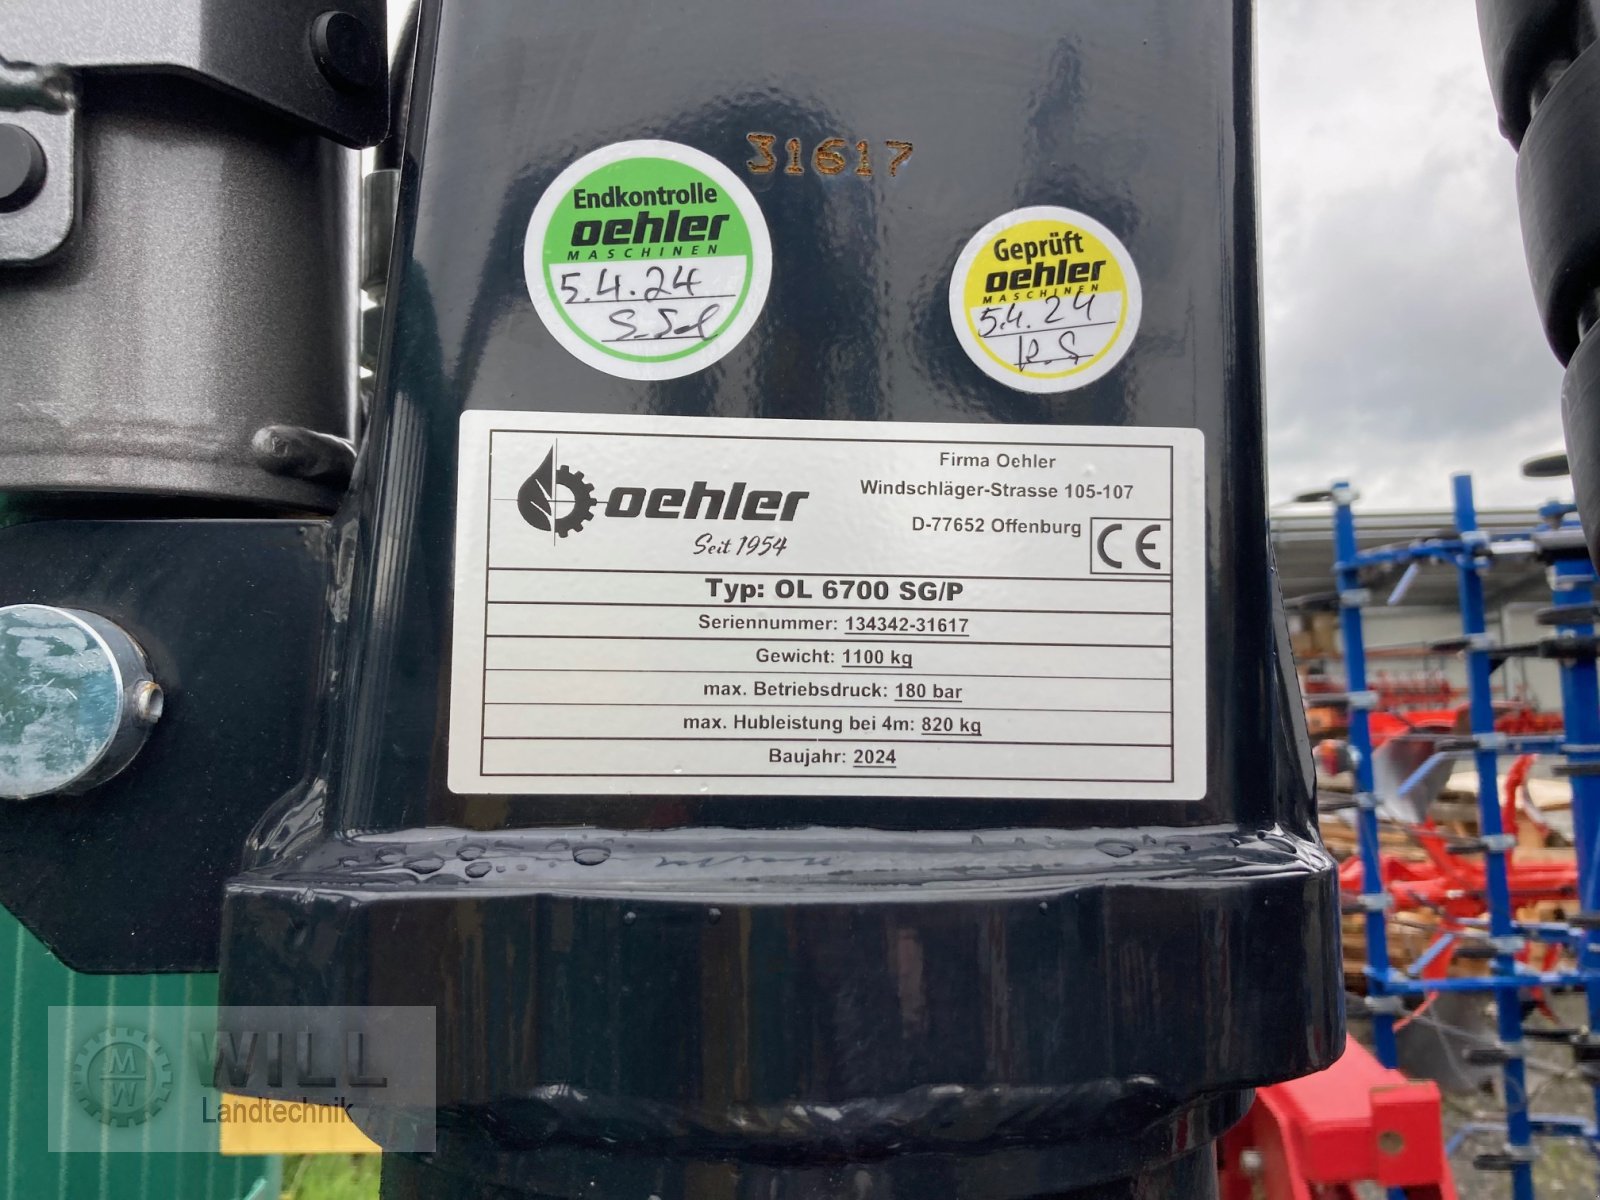 31617
Endkontrolle
oehler
MASCHINEN
5.4.24
Geprüft
oehler
MASCHINEN
5.4.24
oehler
Seit 1954
Firma Oehler
Windschläger-Strasse 105-107
D-77652 Offenburg
CE
Typ: OL 6700 SG/P
Seriennummer: 134342-31617
Gewicht: 1100 kg
max. Betriebsdruck: 180 bar
max. Hubleistung bei 4m: 820 kg
Baujahr: 2024
MW
WILL
Landtechnik